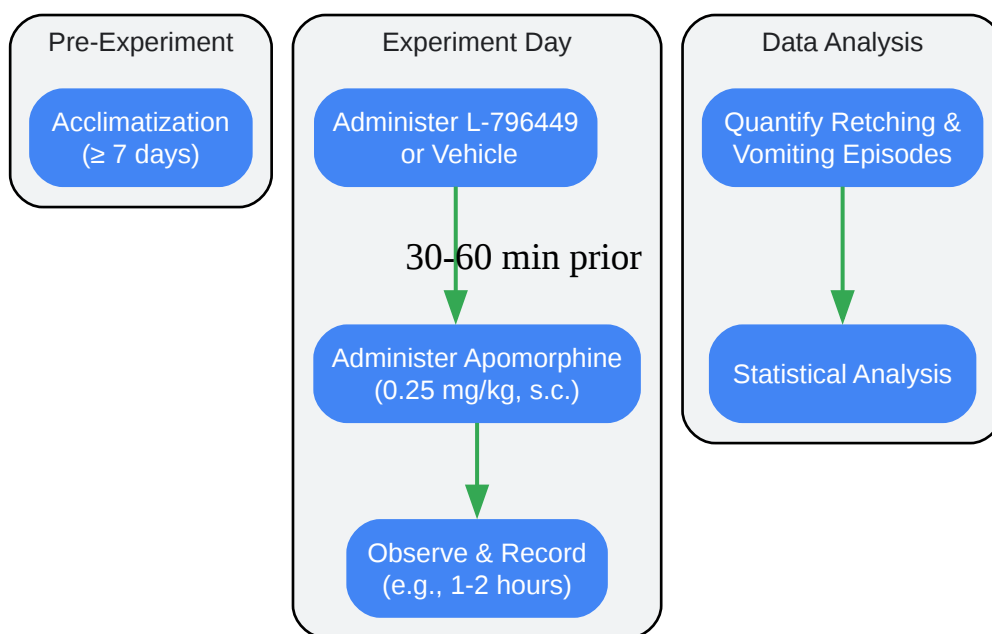 Pre-Experiment
Acclimatization
(≥ 7 days)
Experiment Day
Administer L-796449
or Vehicle
30-60 min prior
Administer Apomorphine
(0.25 mg/kg, s.c.)
Observe & Record
(e.g., 1-2 hours)
Data Analysis
Quantify Retching &
Vomiting Episodes
Statistical Analysis